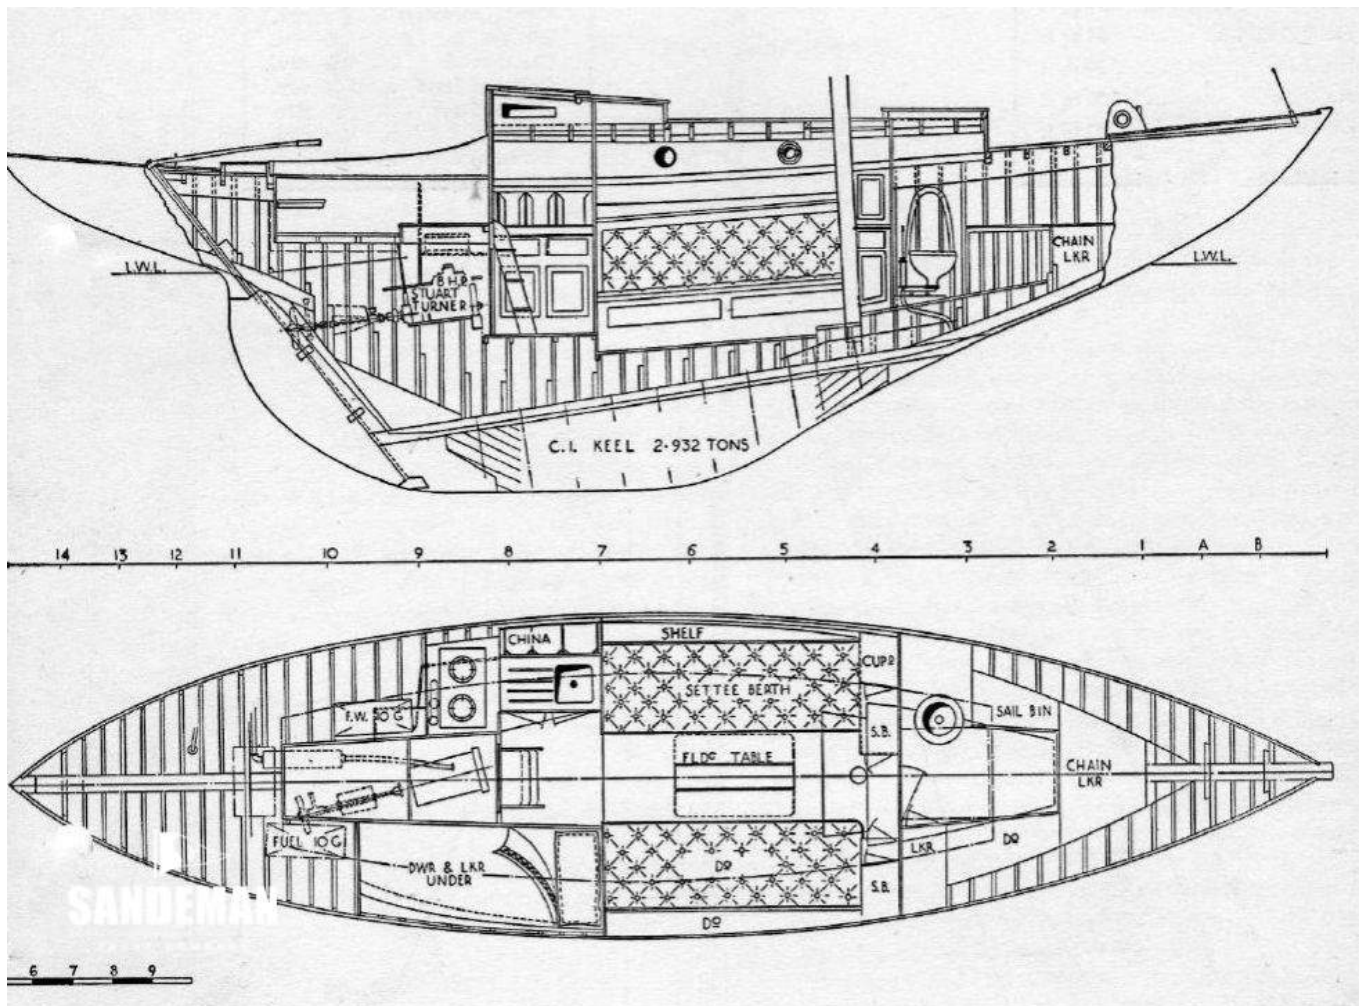 L.W.L.
8 H.P.
STUART
TURNER
CHAIN
LKR
L.W.L.
C.I. KEEL 2·932 TONS
14 13 12 11 10 9 8 7 6 5 4 3 2 1 A B
CHINA
SHELF
CUPD
SETTEE BERTH
F.W. 30 G
S.B.
SAIL BIN
FLDG TABLE
CHAIN
LKR
FUEL 10 G
DWR & LKR
UNDER
DO
LKR
DO
S.B.
DO
SANDEMAN
6 7 8 9